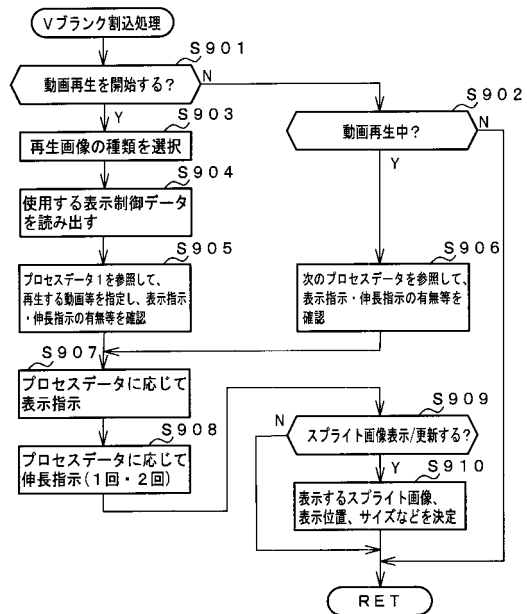 Vブランク割込処理
S901
動画再生を開始する?
N
S902
Y
S903
動画再生中?
N
再生画像の種類を選択
Y
S904
使用する表示制御データ
を読み出す
S905
プロセスデータ1を参照して、
再生する動画等を指定し、表示指示
・伸長指示の有無等を確認
S906
次のプロセスデータを参照して、
表示指示・伸長指示の有無等を
確認
S907
プロセスデータに応じて
表示指示
S908
プロセスデータに応じて
伸長指示(1回・2回)
S909
N
スプライト画像表示/更新する?
Y
S910
表示するスプライト画像、
表示位置、サイズなどを決定
RET